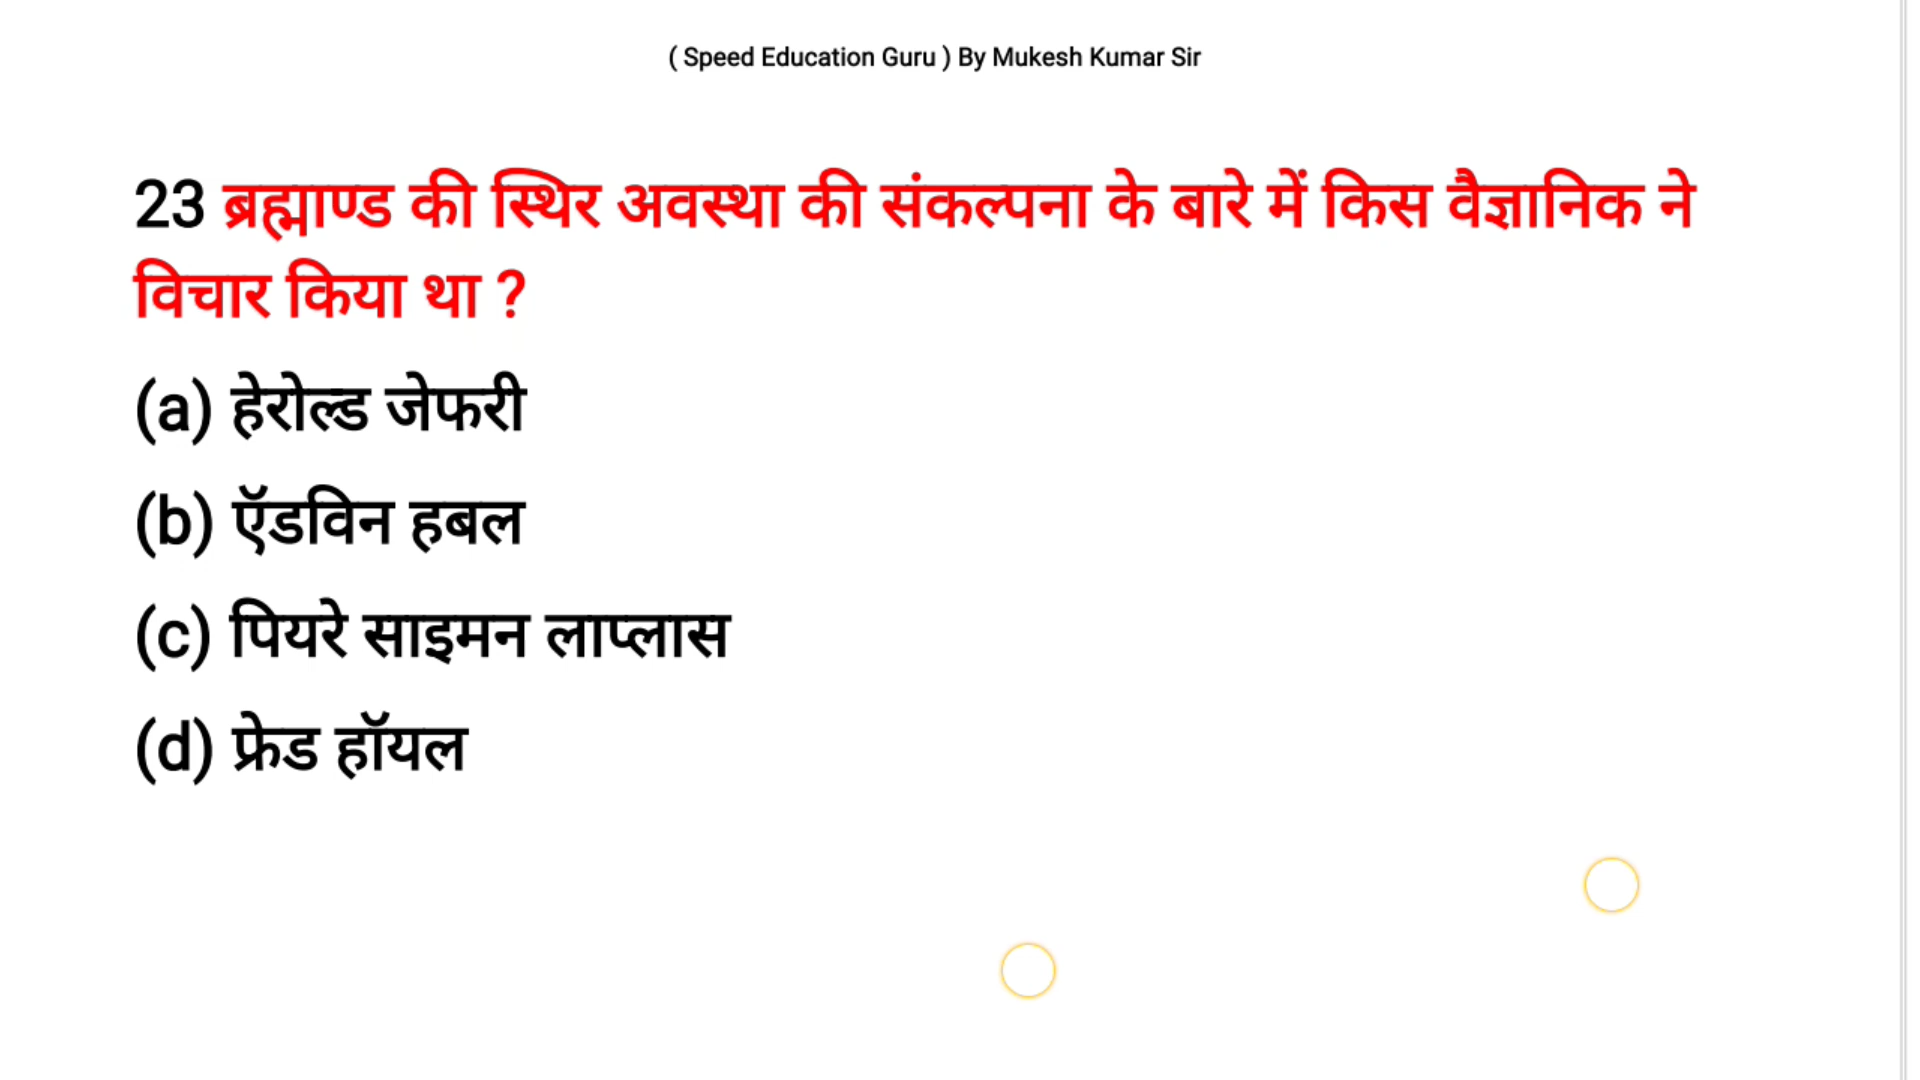 ( Speed Education Guru ) By Mukesh Kumar Sir
23 ब्रह्माण्ड की स्थिर अवस्था की संकल्पना के बारे में किस वैज्ञानिक ने
विचार किया था ?
(a) हेरोल्ड जेफरी
(b) ऍडविन हबल
(c) पियरे साइमन लाप्लास
(d) फ्रेड हॉयल